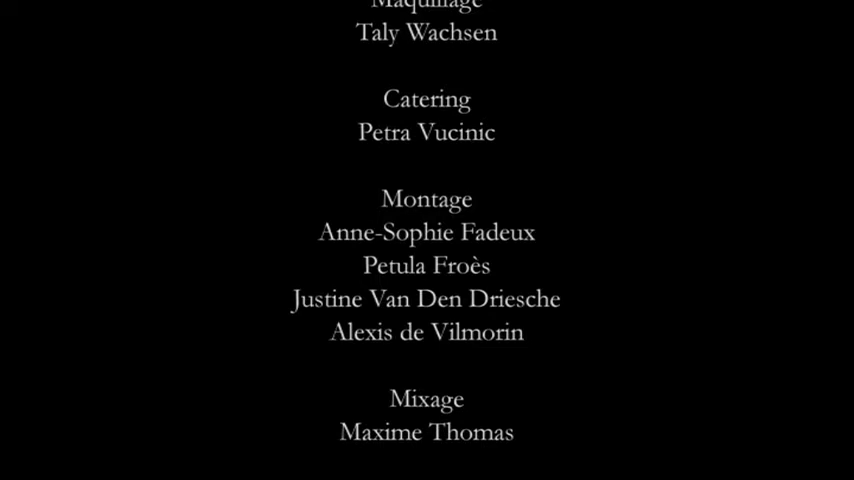 Maquillage
Taly Wachsen
Catering
Petra Vucinic
Montage
Anne-Sophie Fadeux
Petula Froès
Justine Van Den Driesche
Alexis de Vilmorin
Mixage
Maxime Thomas